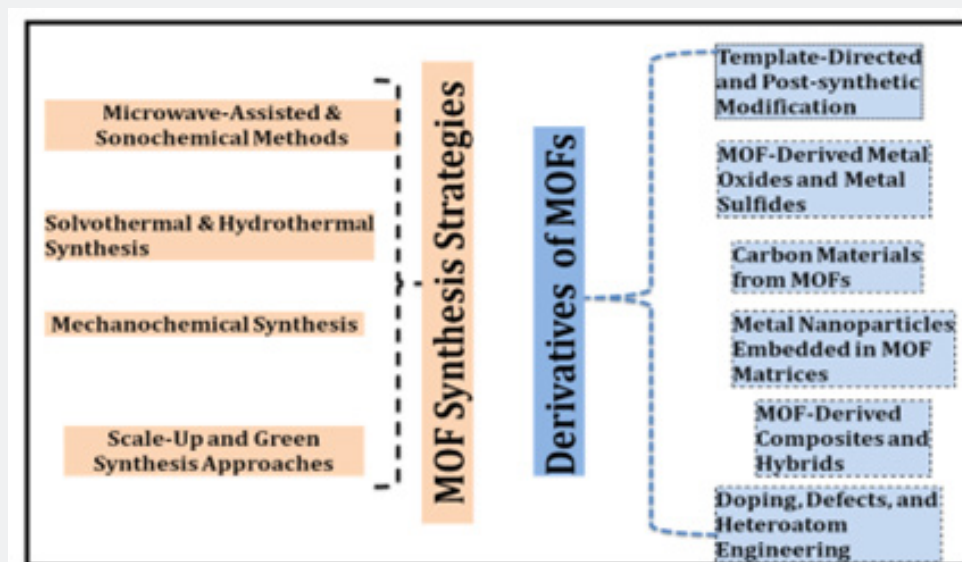 Microwave-Assisted &
Sonochemical Methods
Solvothermal & Hydrothermal
Synthesis
Mechanochemical Synthesis
Scale-Up and Green
Synthesis Approaches
MOF Synthesis Strategies
Derivatives of MOFs
Template-Directed
and Post-synthetic
Modification
MOF-Derived Metal
Oxides and Metal
Sulfides
Carbon Materials
from MOFs
Metal Nanoparticles
Embedded in MOF
Matrices
MOF-Derived
Composites and
Hybrids
Doping, Defects, and
Heteroatom
Engineering